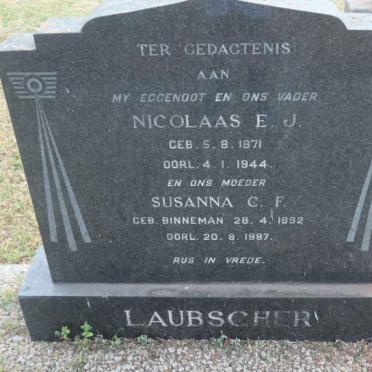 TER GEDAGTENIS
AAN
MY EGGENOOT EN ONS VADER
NICOLAAS E. J.
GEB. 5. 8. 1871
OORL. 4. 1. 1944.
EN ONS MOEDER
SUSANNA C. F.
GEB. BINNEMAN 28. 4. 1892
OORL. 20. 8. 1987.
RUS IN VREDE.
LAUBSCHER